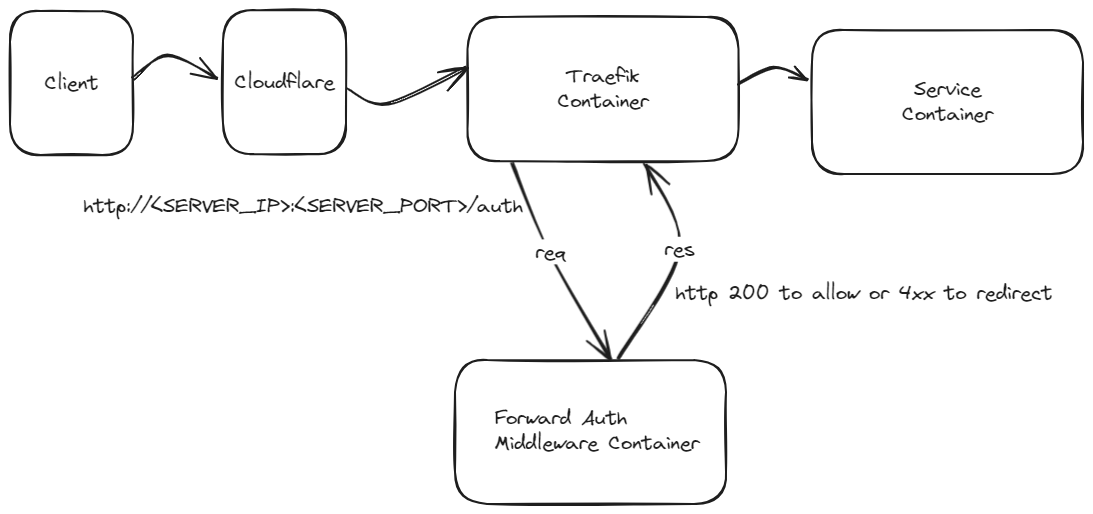 Client
Cloudflare
Traefik
Container
Service
Container
http://<SERVER_IP>:<SERVER_PORT>/auth
req
res
http 200 to allow or 4xx to redirect
Forward Auth
Middleware Container